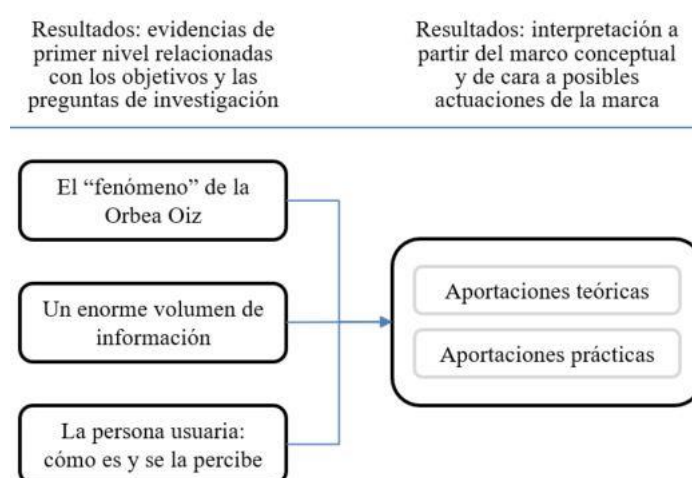 Resultados: evidencias de
primer nivel relacionadas
con los objetivos y las
preguntas de investigación
Resultados: interpretación a
partir del marco conceptual
y de cara a posibles
actuaciones de la marca
El “fenómeno” de la
Orbea Oiz
Un enorme volumen de
información
La persona usuaria:
cómo es y se la percibe
Aportaciones teóricas
Aportaciones prácticas